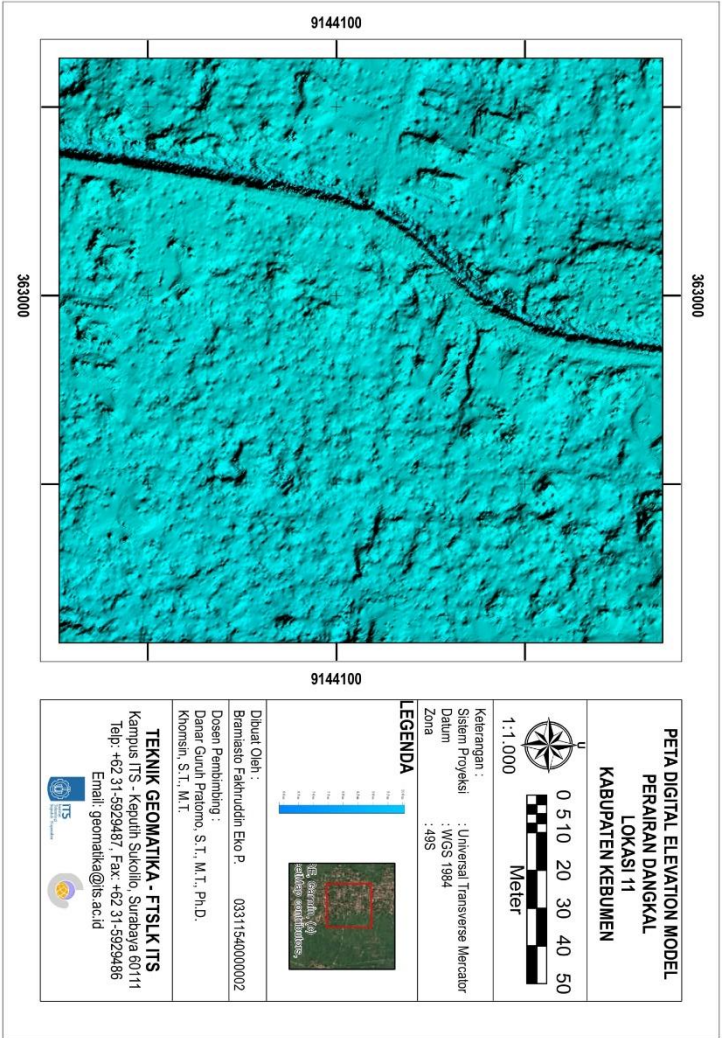 9144100
363000
363000
9144100
PETA DIGITAL ELEVATION MODEL
PERAIRAN DANGKAL
LOKASI 11
KABUPATEN KEBUMEN
U
0 5 10 20 30 40 50
Meter
1:1.000
Keterangan :
Sistem Proyeksi : Universal Transverse Mercator
Datum : WGS 1984
Zona : 49S
LEGENDA
Dibuat Oleh :
Bramiasto Fakhruddin Eko P. 03311540000002
Dosen Pembimbing :
Danar Guruh Pratomo, S.T., M.T., Ph.D.
Khomsin, S.T., M.T.
TEKNIK GEOMATIKA - FTSLK ITS
Kampus ITS - Keputih Sukolilo, Surabaya 60111
Telp: +62 31-5929487, Fax: +62 31-5929486
Email: geomatika@its.ac.id
ITS